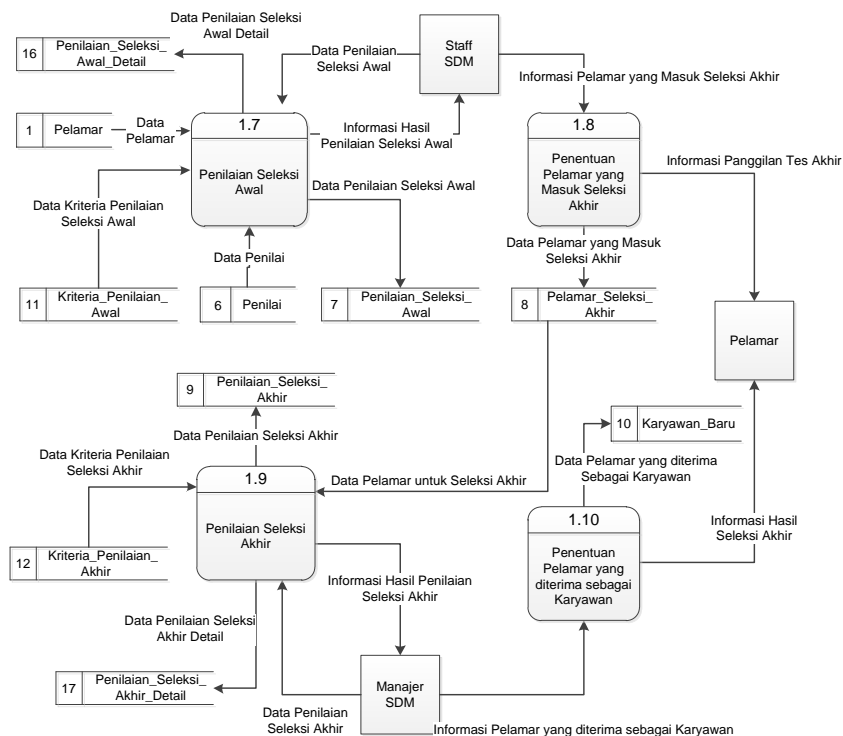 Data Penilaian Seleksi
Awal Detail
16
Penilaian_Seleksi_
Awal_Detail
Data Penilaian
Seleksi Awal
Staff
SDM
Informasi Pelamar yang Masuk Seleksi Akhir
1
Pelamar
Data
Pelamar
1.7
Penilaian Seleksi
Awal
Informasi Hasil
Penilaian Seleksi Awal
1.8
Penentuan
Pelamar yang
Masuk Seleksi
Akhir
Informasi Panggilan Tes Akhir
Data Kriteria Penilaian
Seleksi Awal
Data Penilaian Seleksi Awal
Data Penilai
Data Pelamar yang Masuk
Seleksi Akhir
11
Kriteria_Penilaian_
Awal
6
Penilai
7
Penilaian_Seleksi_
Awal
8
Pelamar_Seleksi_
Akhir
Pelamar
9
Penilaian_Seleksi_
Akhir
10
Karyawan_Baru
Data Penilaian Seleksi Akhir
Data Kriteria Penilaian
Seleksi Akhir
Data Pelamar yang diterima
Sebagai Karyawan
1.9
Penilaian Seleksi
Akhir
Data Pelamar untuk Seleksi Akhir
1.10
Penentuan
Pelamar yang
diterima sebagai
Karyawan
Informasi Hasil
Seleksi Akhir
12
Kriteria_Penilaian_
Akhir
Informasi Hasil Penilaian
Seleksi Akhir
Data Penilaian Seleksi
Akhir Detail
17
Penilaian_Seleksi_
Akhir_Detail
Manajer
SDM
Data Penilaian
Seleksi Akhir
Informasi Pelamar yang diterima sebagai Karyawan